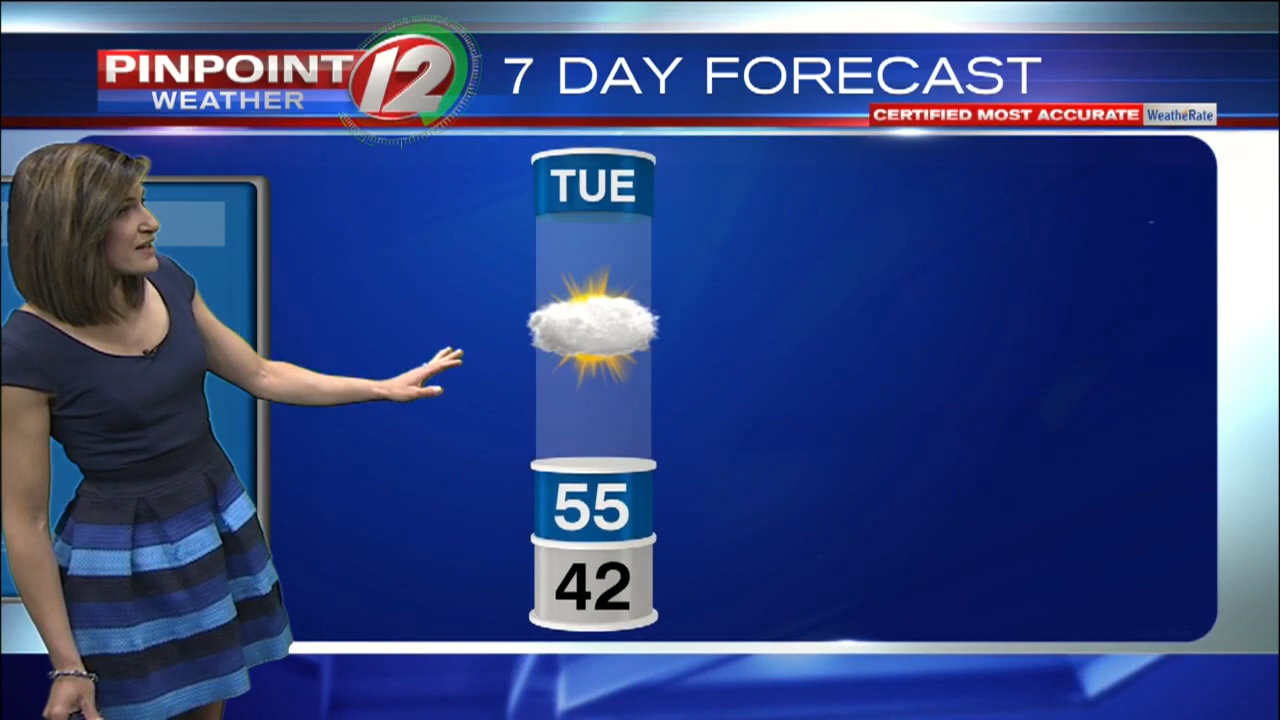 PINPOINT 12
WEATHER
7 DAY FORECAST
CERTIFIED MOST ACCURATE WeatheRate
TUE
55
42